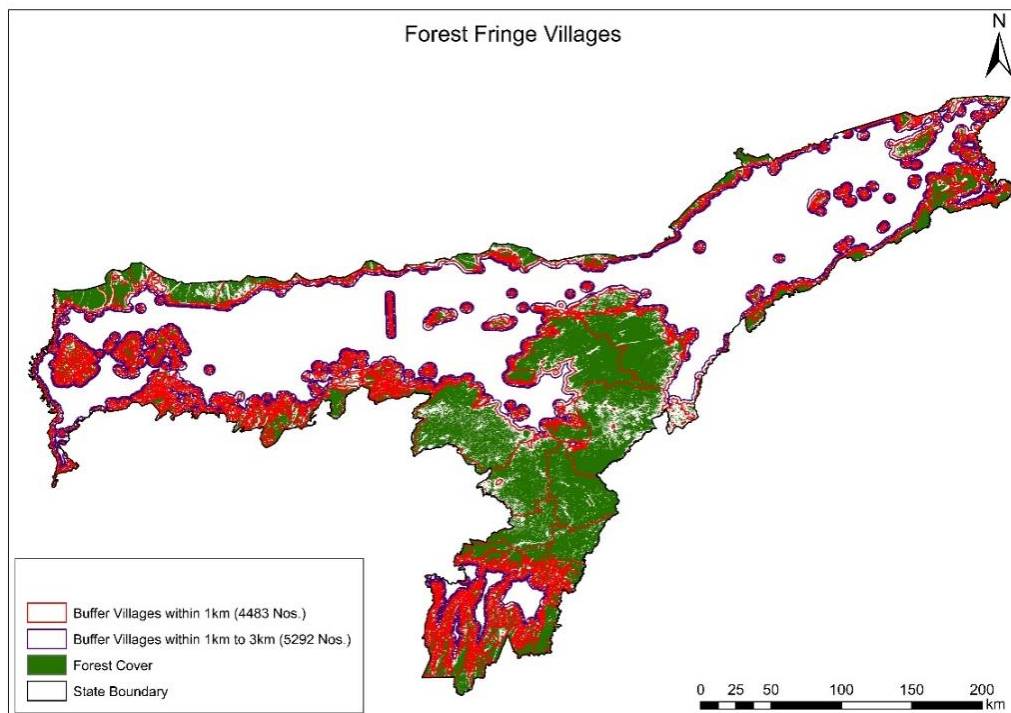 Forest Fringe Villages
N
Buffer Villages within 1km (4483 Nos.)
Buffer Villages within 1km to 3km (5292 Nos.)
Forest Cover
State Boundary
0 25 50 100 150 200
km